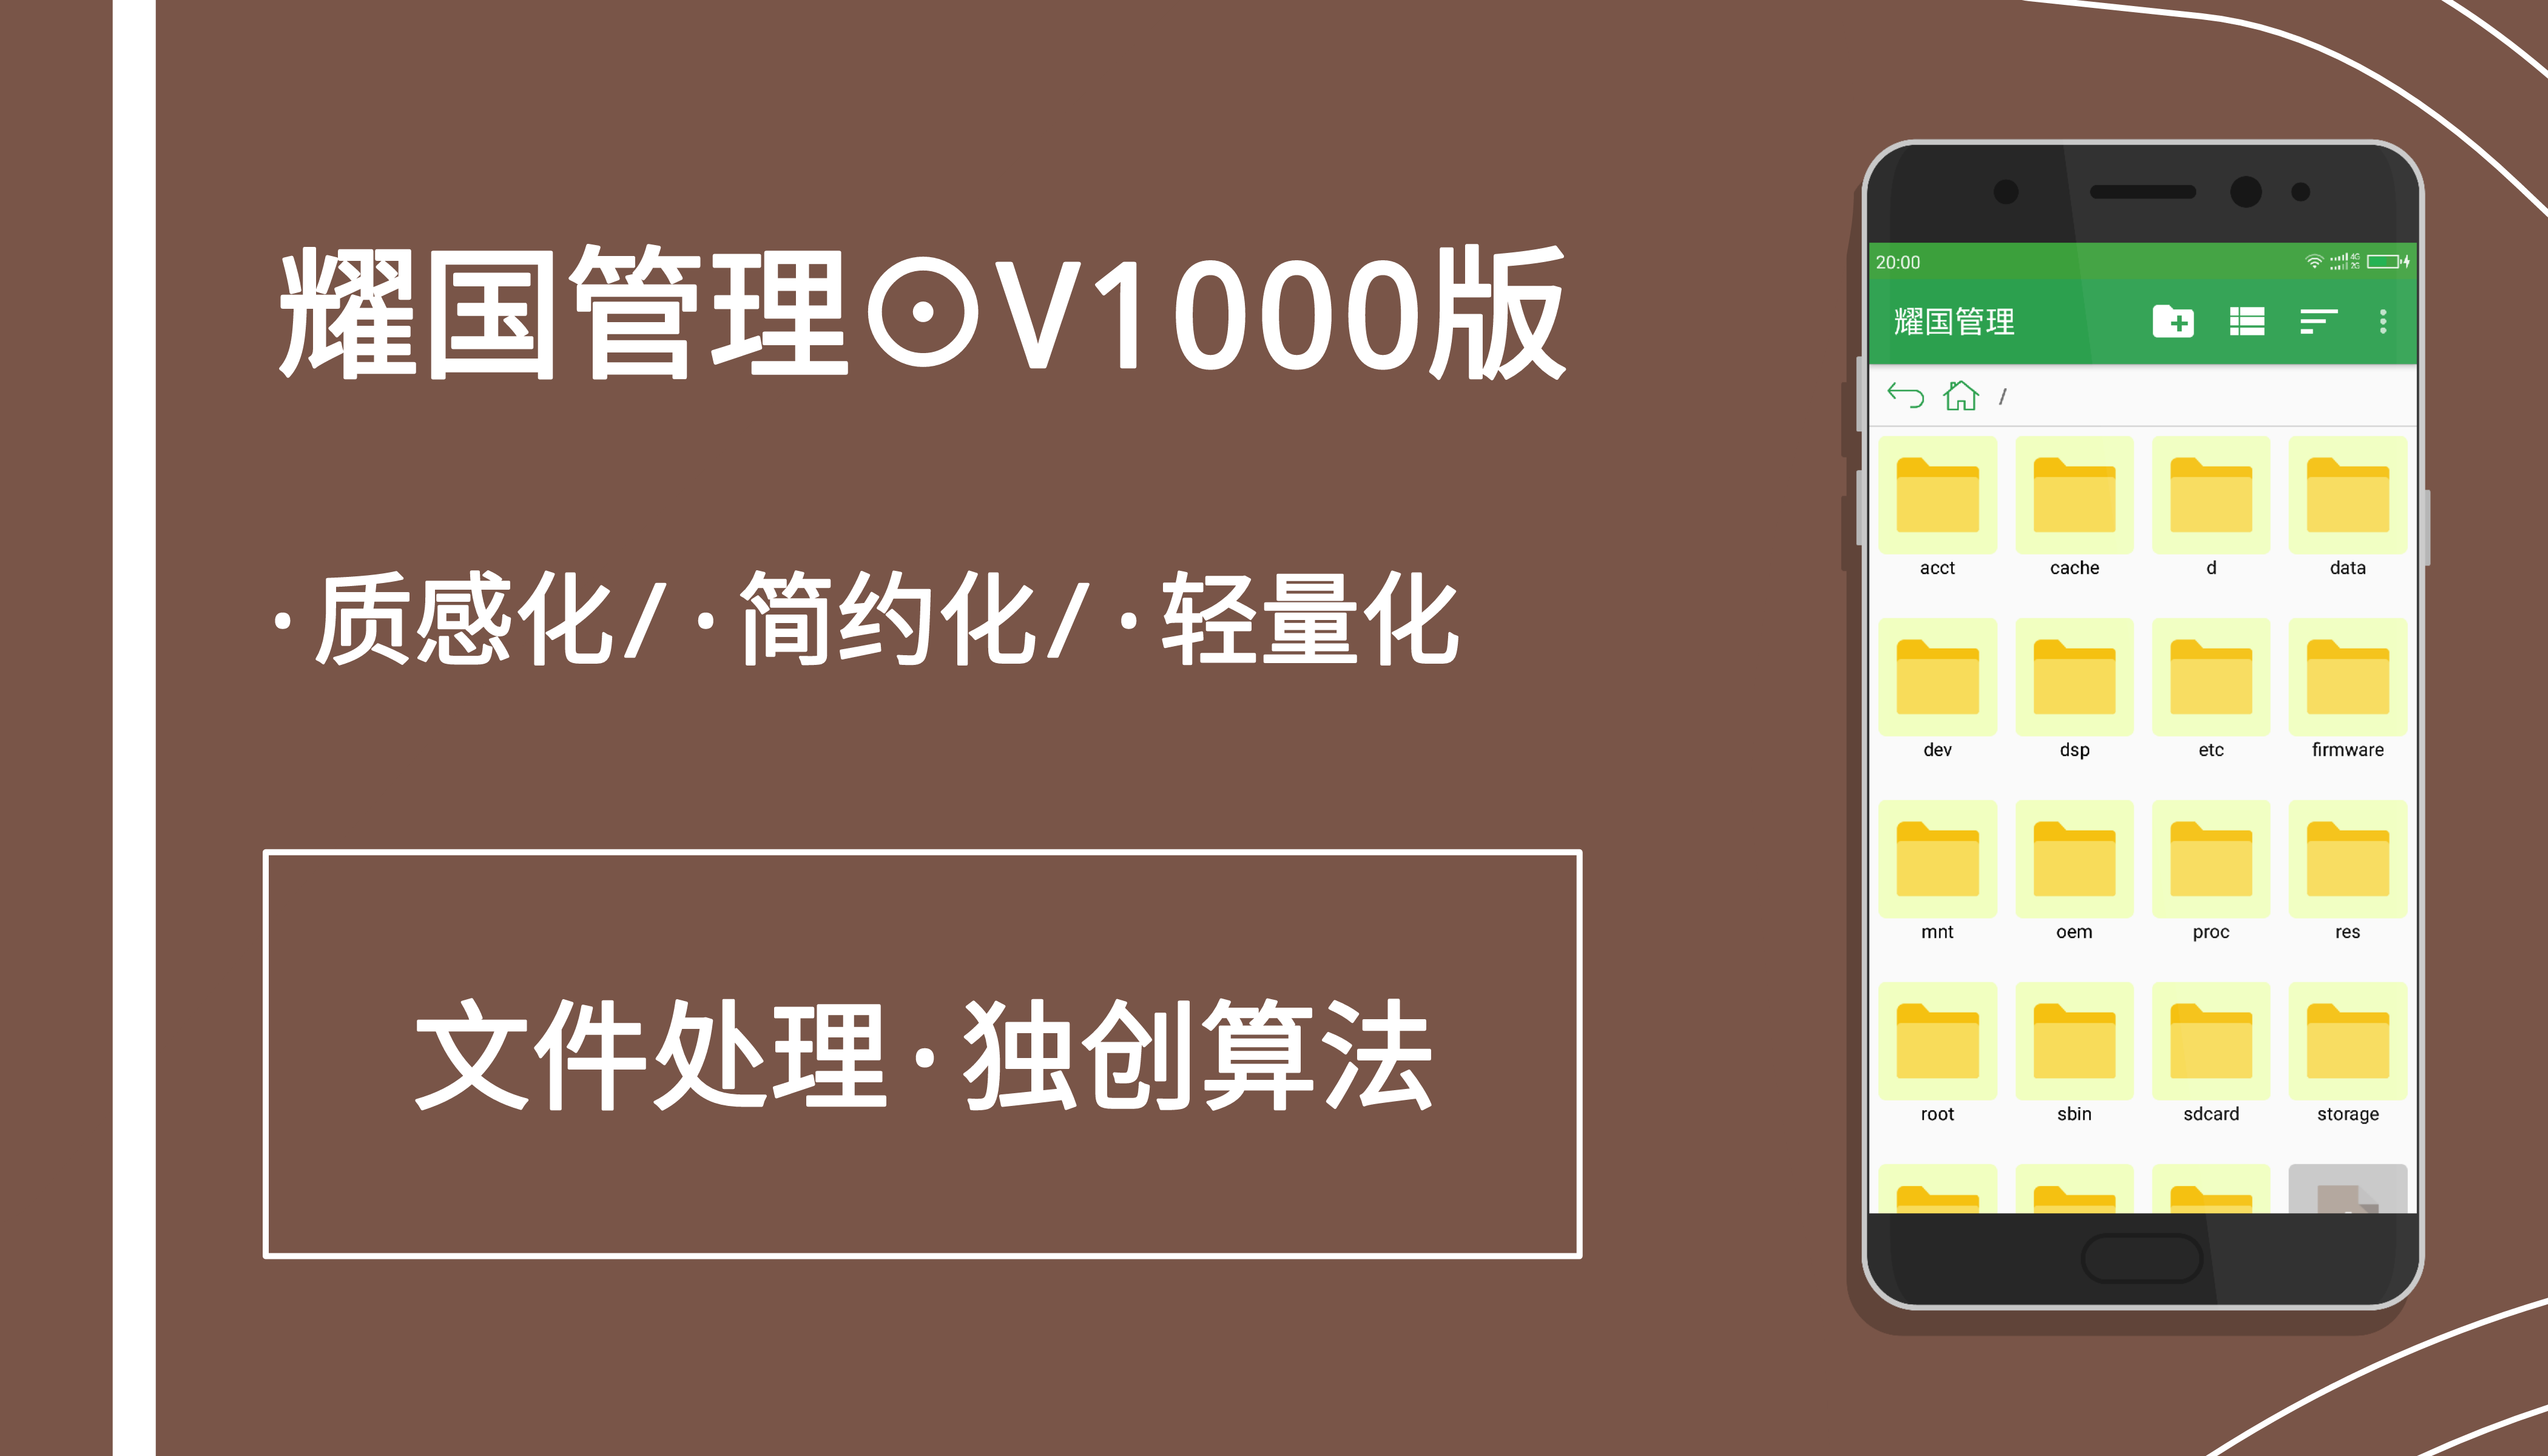 耀国管理⊙V1000版
·质感化/·简约化/·轻量化
文件处理·独创算法
20:00 4G 2G
耀国管理
/
acct cache d data
dev dsp etc firmware
mnt oem proc res
root sbin sdcard storage